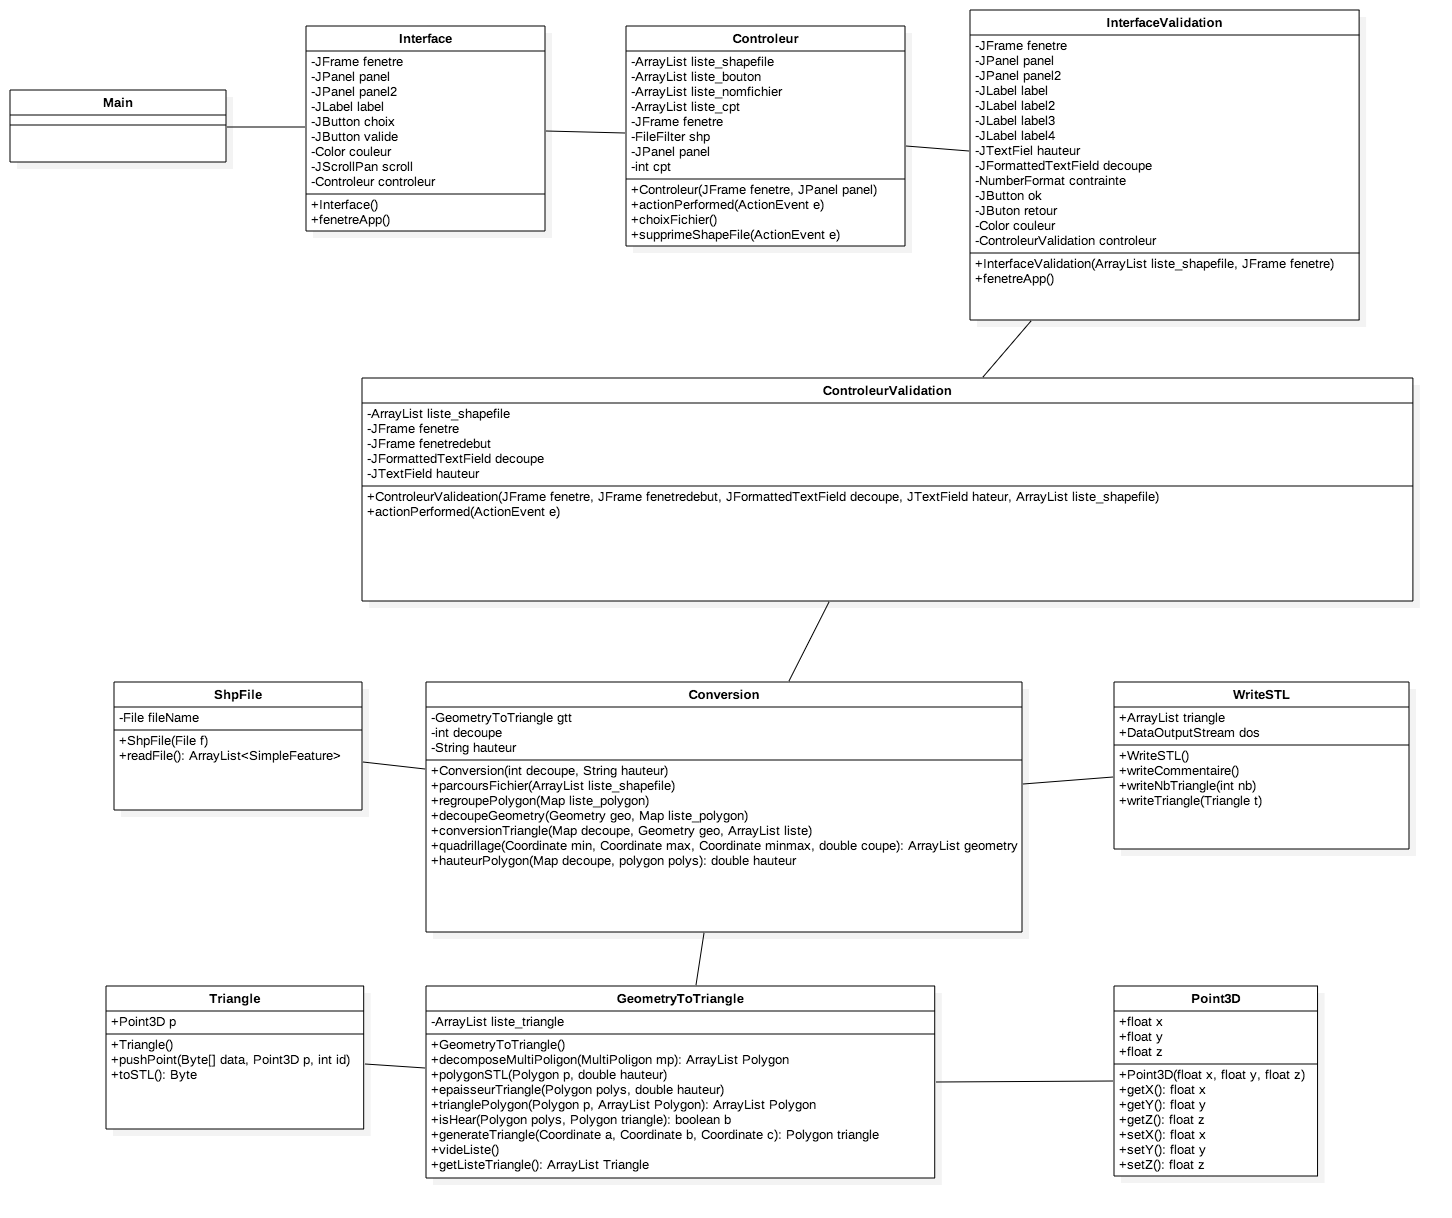 Main
Interface
-JFrame fenetre
-JPanel panel
-JPanel panel2
-JLabel label
-JButton choix
-JButton valide
-Color couleur
-JScrollPan scroll
-Controleur controleur
+Interface()
+fenetreApp()
Controleur
-ArrayList liste_shapefile
-ArrayList liste_bouton
-ArrayList liste_nomfichier
-ArrayList liste_cpt
-JFrame fenetre
-FileFilter shp
-JPanel panel
-int cpt
+Controleur(JFrame fenetre, JPanel panel)
+actionPerformed(ActionEvent e)
+choixFichier()
+supprimeShapeFile(ActionEvent e)
InterfaceValidation
-JFrame fenetre
-JPanel panel
-JPanel panel2
-JLabel label
-JLabel label2
-JLabel label3
-JLabel label4
-JTextFiel hauteur
-JFormattedTextField decoupe
-NumberFormat contrainte
-JButton ok
-JButon retour
-Color couleur
-ControleurValidation controleur
+InterfaceValidation(ArrayList liste_shapefile, JFrame fenetre)
+fenetreApp()
ControleurValidation
-ArrayList liste_shapefile
-JFrame fenetre
-JFrame fenetredebut
-JFormattedTextField decoupe
-JTextField hauteur
+ControleurValideation(JFrame fenetre, JFrame fenetredebut, JFormattedTextField decoupe, JTextField hateur, ArrayList liste_shapefile)
+actionPerformed(ActionEvent e)
ShpFile
-File fileName
+ShpFile(File f)
+readFile(): ArrayList<SimpleFeature>
Conversion
-GeometryToTriangle gtt
-int decoupe
-String hauteur
+Conversion(int decoupe, String hauteur)
+parcoursFichier(ArrayList liste_shapefile)
+regroupePolygon(Map liste_polygon)
+decoupeGeometry(Geometry geo, Map liste_polygon)
+conversionTriangle(Map decoupe, Geometry geo, ArrayList liste)
+quadrillage(Coordinate min, Coordinate max, Coordinate minmax, double coupe): ArrayList geometry
+hauteurPolygon(Map decoupe, polygon polys): double hauteur
WriteSTL
+ArrayList triangle
+DataOutputStream dos
+WriteSTL()
+writeCommentaire()
+writeNbTriangle(int nb)
+writeTriangle(Triangle t)
Triangle
+Point3D p
+Triangle()
+pushPoint(Byte[] data, Point3D p, int id)
+toSTL(): Byte
GeometryToTriangle
-ArrayList liste_triangle
+GeometryToTriangle()
+decomposeMultiPoligon(MultiPoligon mp): ArrayList Polygon
+polygonSTL(Polygon p, double hauteur)
+epaisseurTriangle(Polygon polys, double hauteur)
+trianglePolygon(Polygon p, ArrayList Polygon): ArrayList Polygon
+isHear(Polygon polys, Polygon triangle): boolean b
+generateTriangle(Coordinate a, Coordinate b, Coordinate c): Polygon triangle
+videListe()
+getListeTriangle(): ArrayList Triangle
Point3D
+float x
+float y
+float z
+Point3D(float x, float y, float z)
+getX(): float x
+getY(): float y
+getZ(): float z
+setX(): float x
+setY(): float y
+setZ(): float z